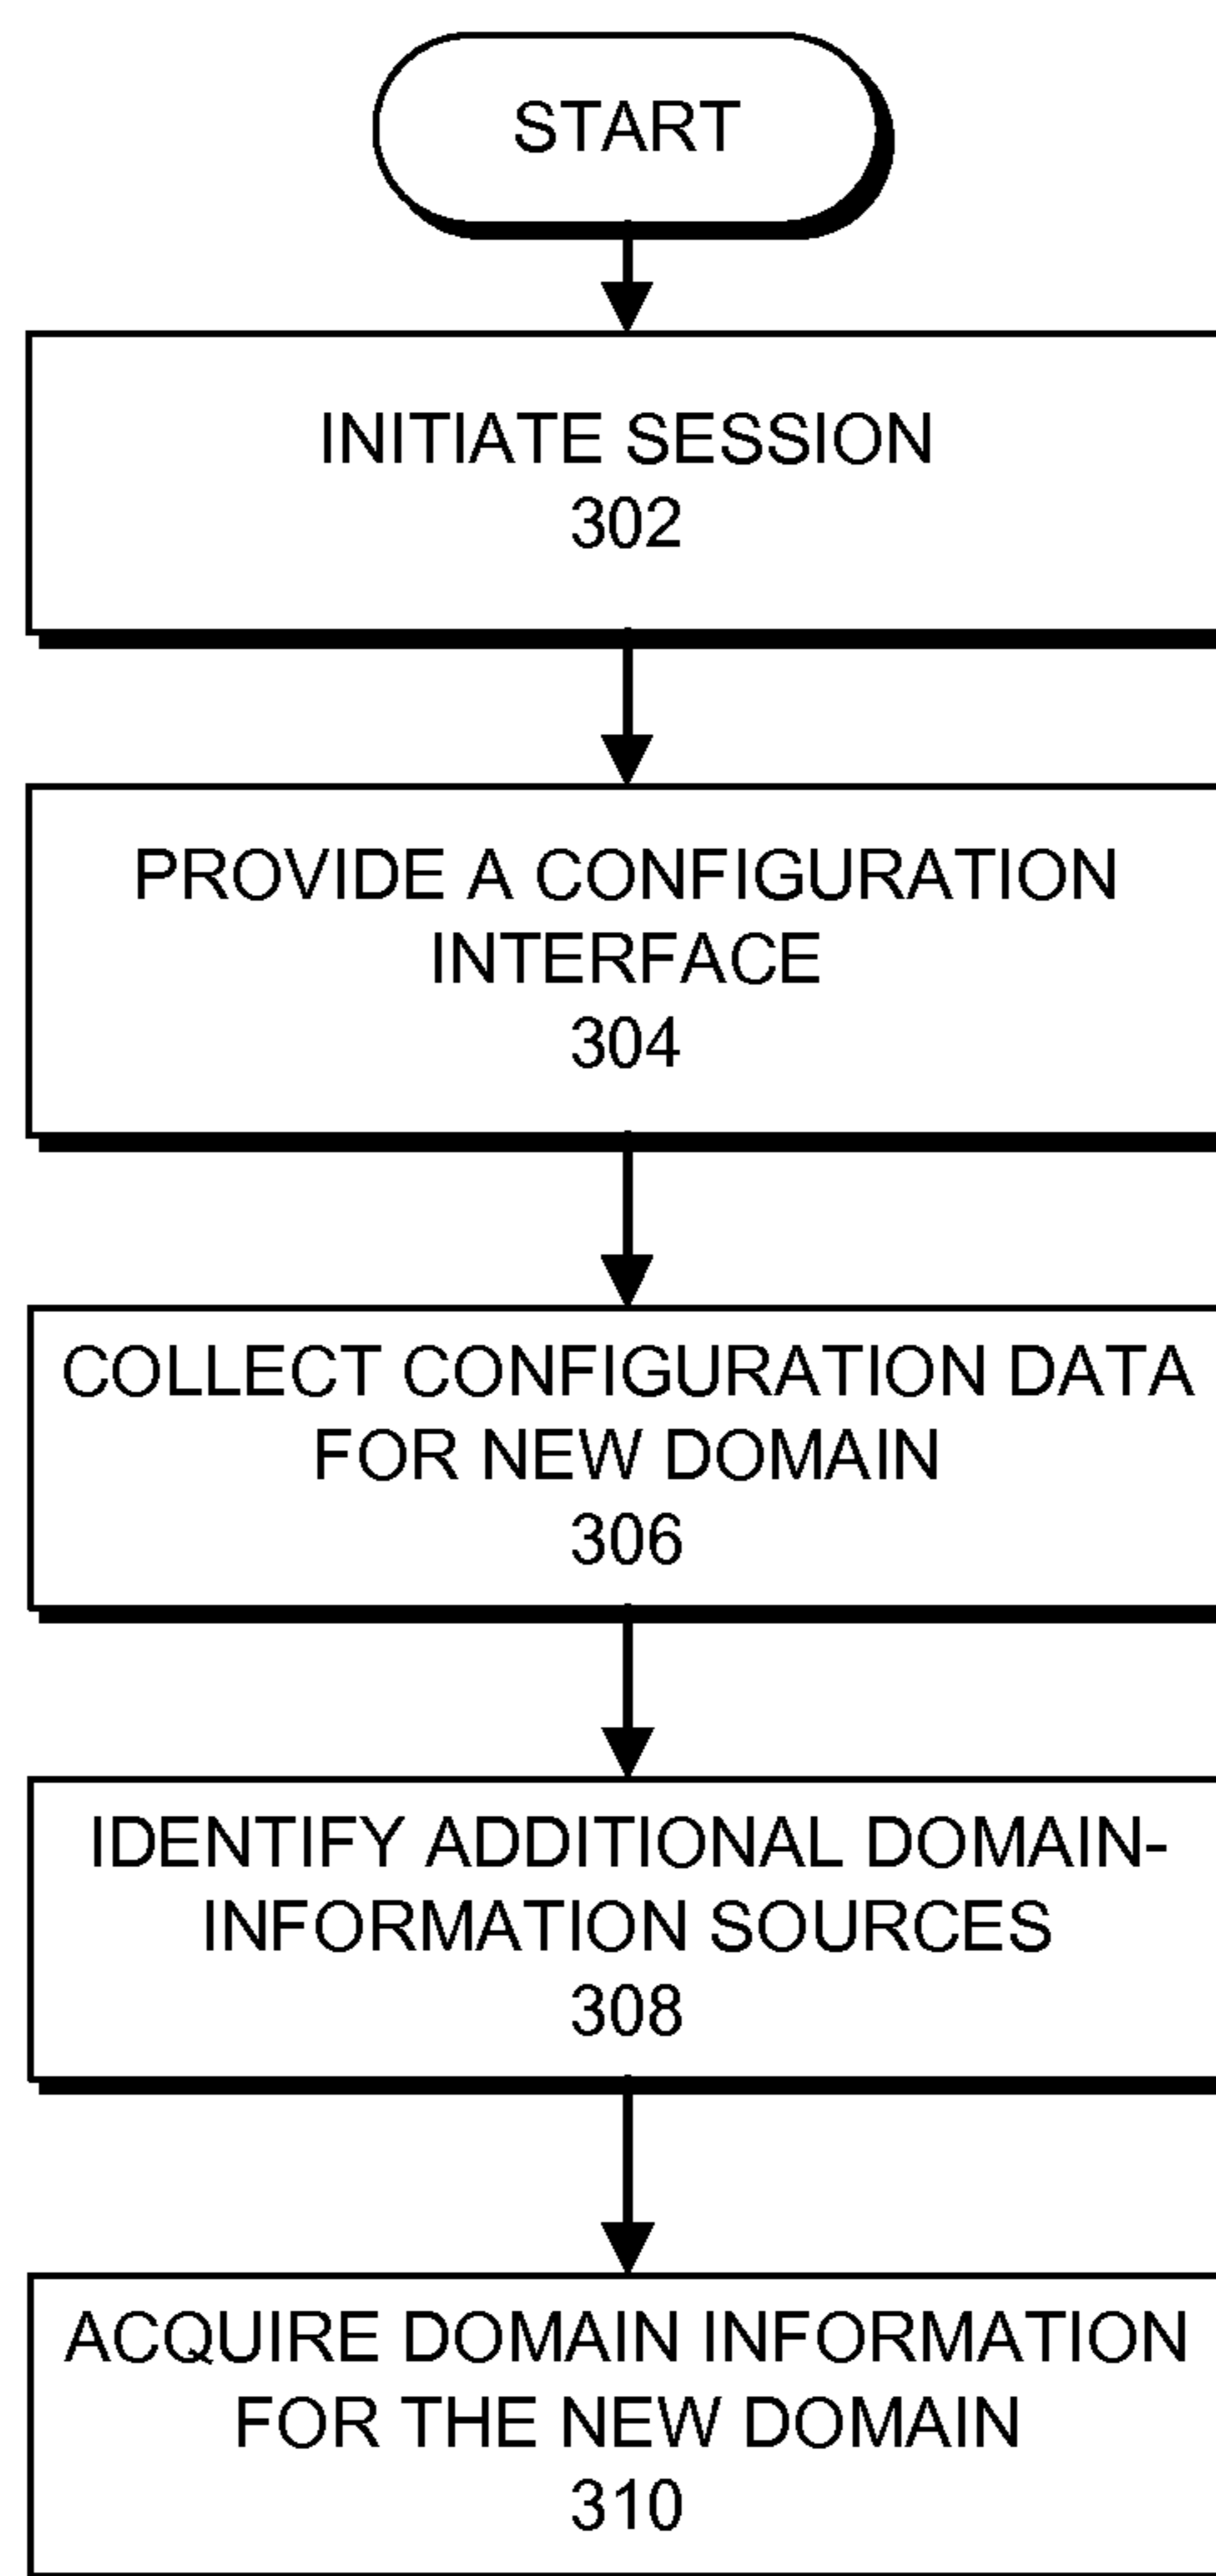 START
INITIATE SESSION
302
PROVIDE A CONFIGURATION
INTERFACE
304
COLLECT CONFIGURATION DATA
FOR NEW DOMAIN
306
IDENTIFY ADDITIONAL DOMAIN-
INFORMATION SOURCES
308
ACQUIRE DOMAIN INFORMATION
FOR THE NEW DOMAIN
310